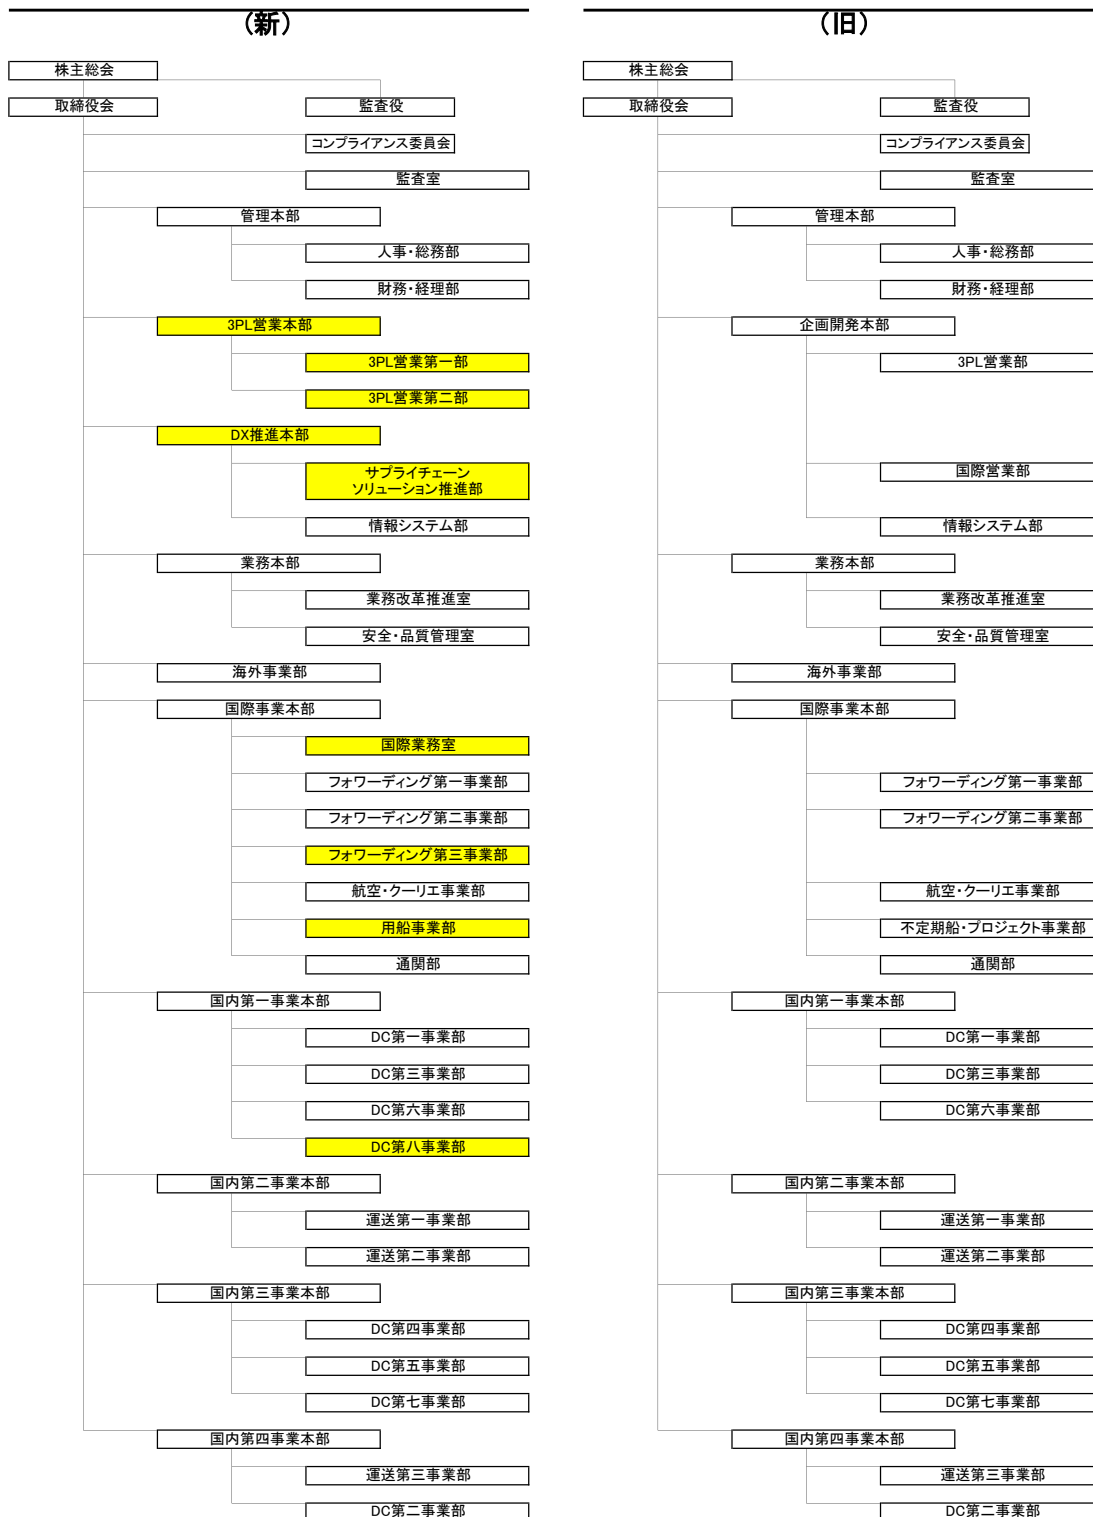 （新）
株主総会
取締役会
監査役
コンプライアンス委員会
監査室
管理本部
人事・総務部
財務・経理部
3PL営業本部
3PL営業第一部
3PL営業第二部
DX推進本部
サプライチェーン
ソリューション推進部
情報システム部
業務本部
業務改革推進室
安全・品質管理室
海外事業部
国際事業本部
国際業務室
フォワーディング第一事業部
フォワーディング第二事業部
フォワーディング第三事業部
航空・クーリエ事業部
用船事業部
通関部
国内第一事業本部
DC第一事業部
DC第三事業部
DC第六事業部
DC第八事業部
国内第二事業本部
運送第一事業部
運送第二事業部
国内第三事業本部
DC第四事業部
DC第五事業部
DC第七事業部
国内第四事業本部
運送第三事業部
DC第二事業部
（旧）
株主総会
取締役会
監査役
コンプライアンス委員会
監査室
管理本部
人事・総務部
財務・経理部
企画開発本部
3PL営業部
国際営業部
情報システム部
業務本部
業務改革推進室
安全・品質管理室
海外事業部
国際事業本部
フォワーディング第一事業部
フォワーディング第二事業部
航空・クーリエ事業部
不定期船・プロジェクト事業部
通関部
国内第一事業本部
DC第一事業部
DC第三事業部
DC第六事業部
国内第二事業本部
運送第一事業部
運送第二事業部
国内第三事業本部
DC第四事業部
DC第五事業部
DC第七事業部
国内第四事業本部
運送第三事業部
DC第二事業部